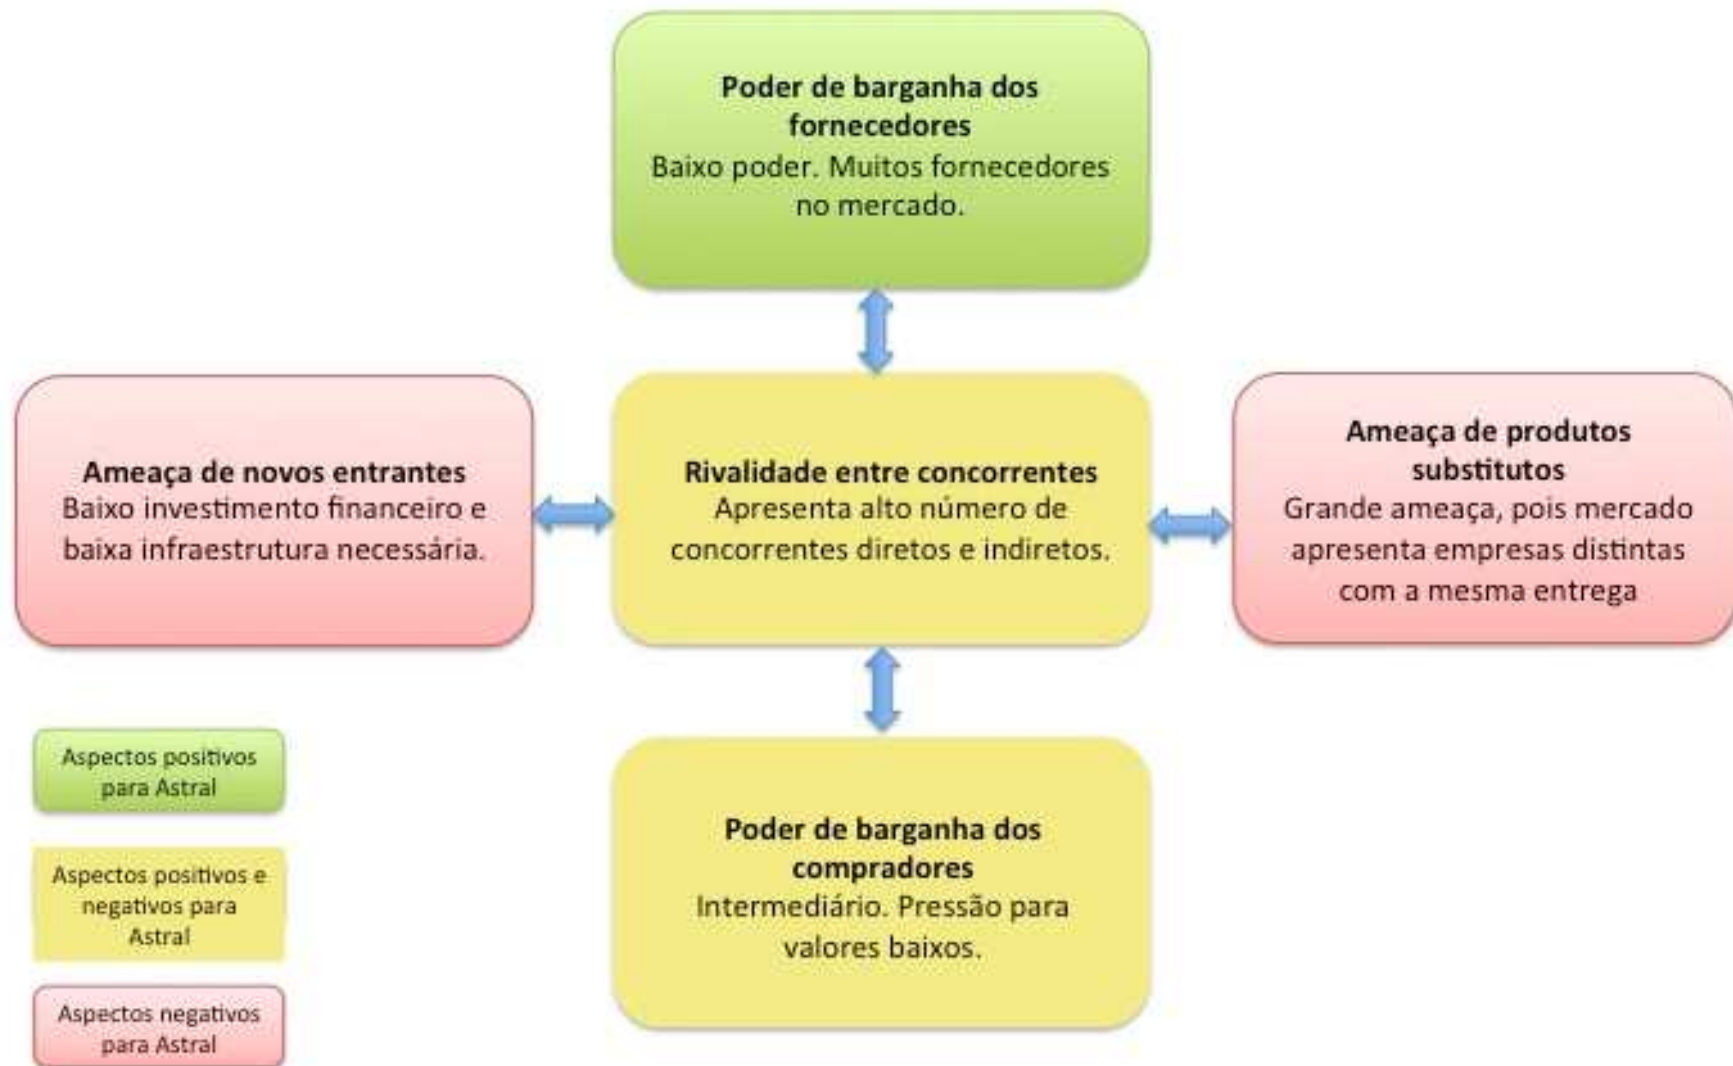 Poder de barganha dos
fornecedores
Baixo poder. Muitos fornecedores
no mercado.
Ameaça de novos entrantes
Baixo investimento financeiro e
baixa infraestrutura necessária.
Rivalidade entre concorrentes
Apresenta alto número de
concorrentes diretos e indiretos.
Ameaça de produtos
substitutos
Grande ameaça, pois mercado
apresenta empresas distintas
com a mesma entrega
Poder de barganha dos
compradores
Intermediário. Pressão para
valores baixos.
Aspectos positivos
para Astral
Aspectos positivos e
negativos para
Astral
Aspectos negativos
para Astral